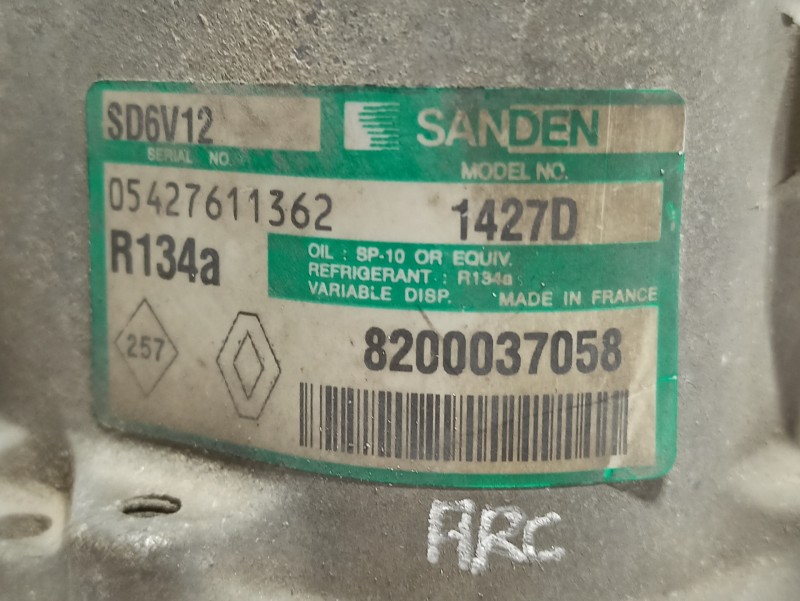 SD6V12 SANDEN
SERIAL NO. MODEL NO.
05427611362 1427D
R134a
OIL : SP-10 OR EQUIV.
REFRIGERANT : R134a
VARIABLE DISP. MADE IN FRANCE
257
8200037058
ARC